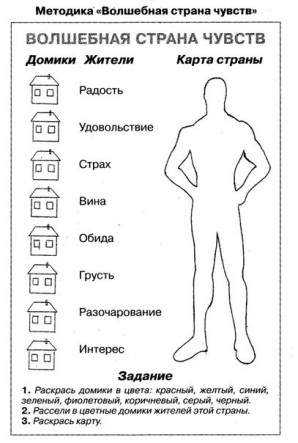 Методика «Волшебная страна чувств»
ВОЛШЕБНАЯ СТРАНА ЧУВСТВ
Домики Жители Карта страны
Радость
Удовольствие
Страх
Вина
Обида
Грусть
Разочарование
Интерес
Задание
1. Раскрась домики в цвета: красный, желтый, синий,
зеленый, фиолетовый, коричневый, серый, черный.
2. Рассели в цветные домики жителей этой страны.
3. Раскрась карту.